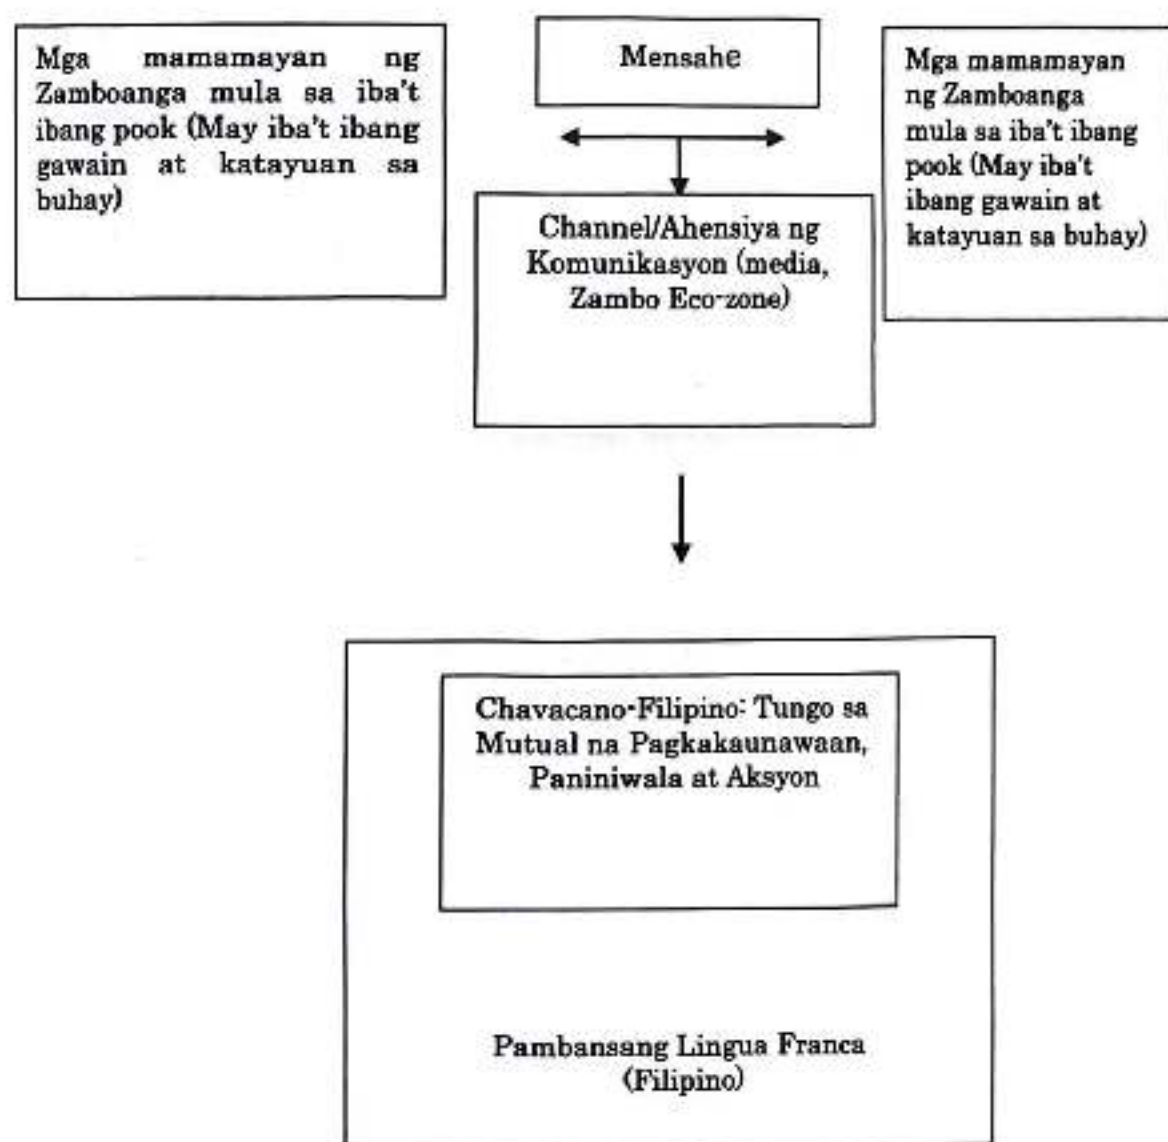 Mga mamamayan ng
Zamboanga mula sa iba't
ibang pook (May iba't ibang
gawain at katayuan sa
buhay)
Mensahe
Mga mamamayan
ng Zamboanga
mula sa iba't ibang
pook (May iba't
ibang gawain at
katayuan sa buhay)
Channel/Ahensiya ng
Komunikasyon (media,
Zambo Eco-zone)
Chavacano-Filipino: Tungo sa
Mutual na Pagkakaunawaan,
Paniniwala at Aksyon
Pambansang Lingua Franca
(Filipino)